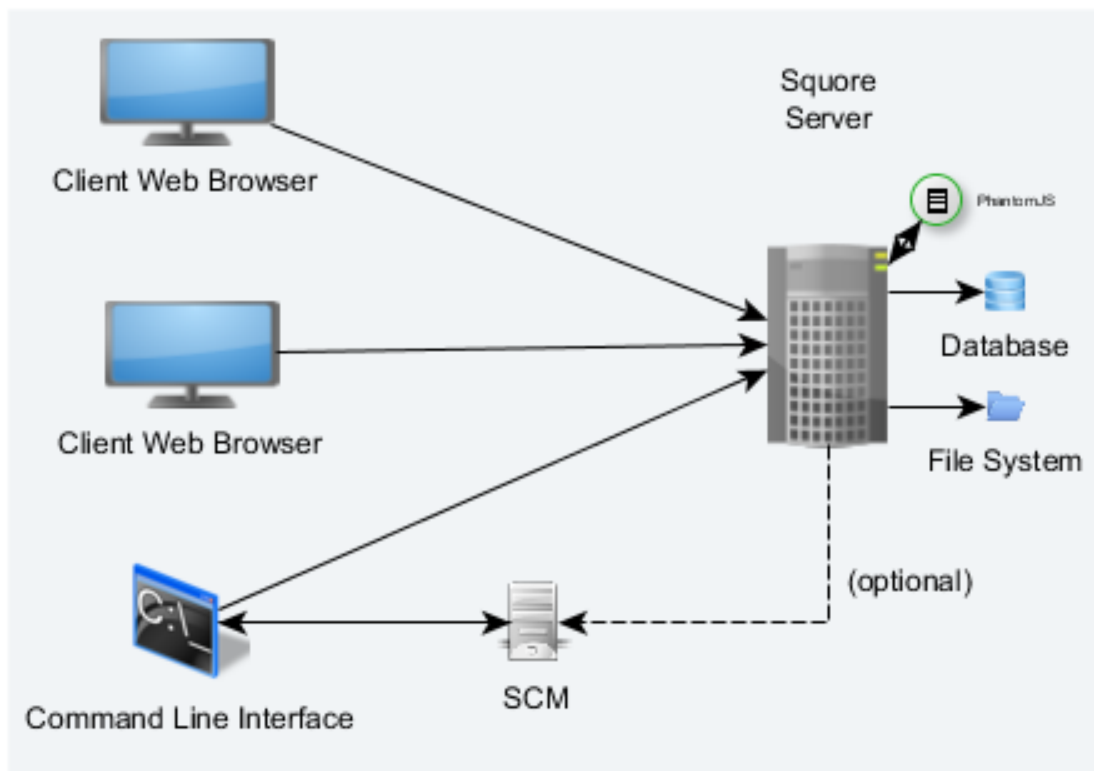 Squore
Server
Client Web Browser
PhantomJS
Database
Client Web Browser
File System
(optional)
C:\_
SCM
Command Line Interface